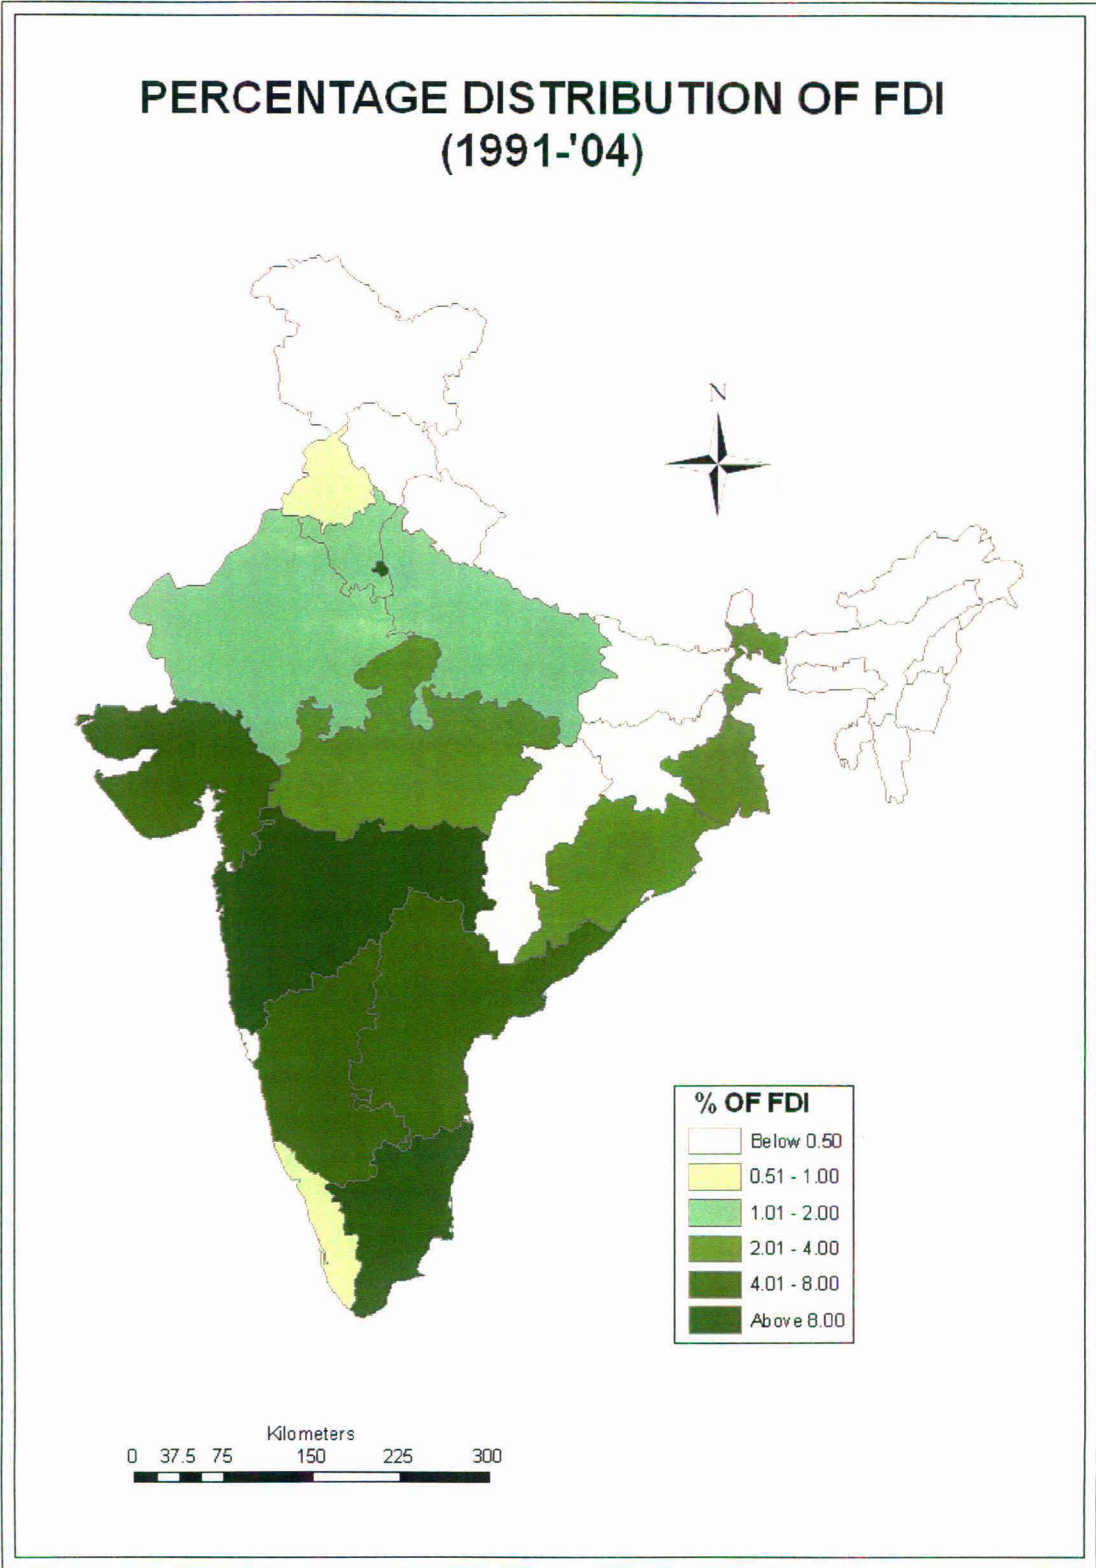 PERCENTAGE DISTRIBUTION OF FDI
(1991-'04)
N
% OF FDI
Below 0.50
0.51 - 1.00
1.01 - 2.00
2.01 - 4.00
4.01 - 8.00
Above 8.00
Kilometers
0 37.5 75 150 225 300